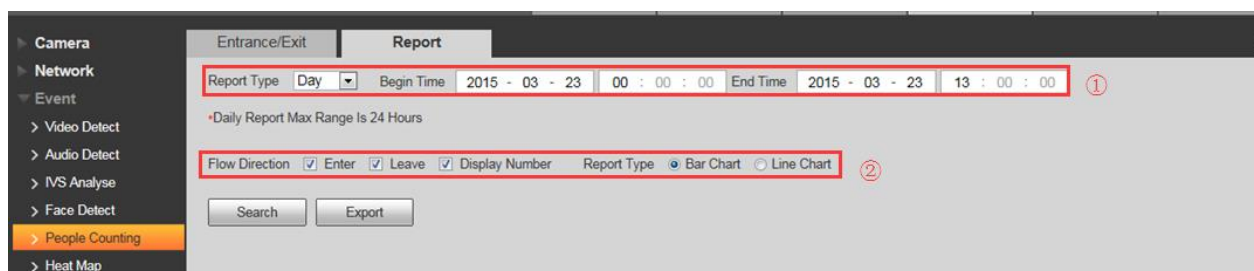 Camera
Network
Event
Video Detect
Audio Detect
IVS Analyse
Face Detect
People Counting
Heat Map
Entrance/Exit Report
Report Type Day Begin Time 2015 - 03 - 23 00 : 00 : 00 End Time 2015 - 03 - 23 13 : 00 : 00 ①
*Daily Report Max Range Is 24 Hours
Flow Direction Enter Leave Display Number Report Type Bar Chart Line Chart ②
Search Export